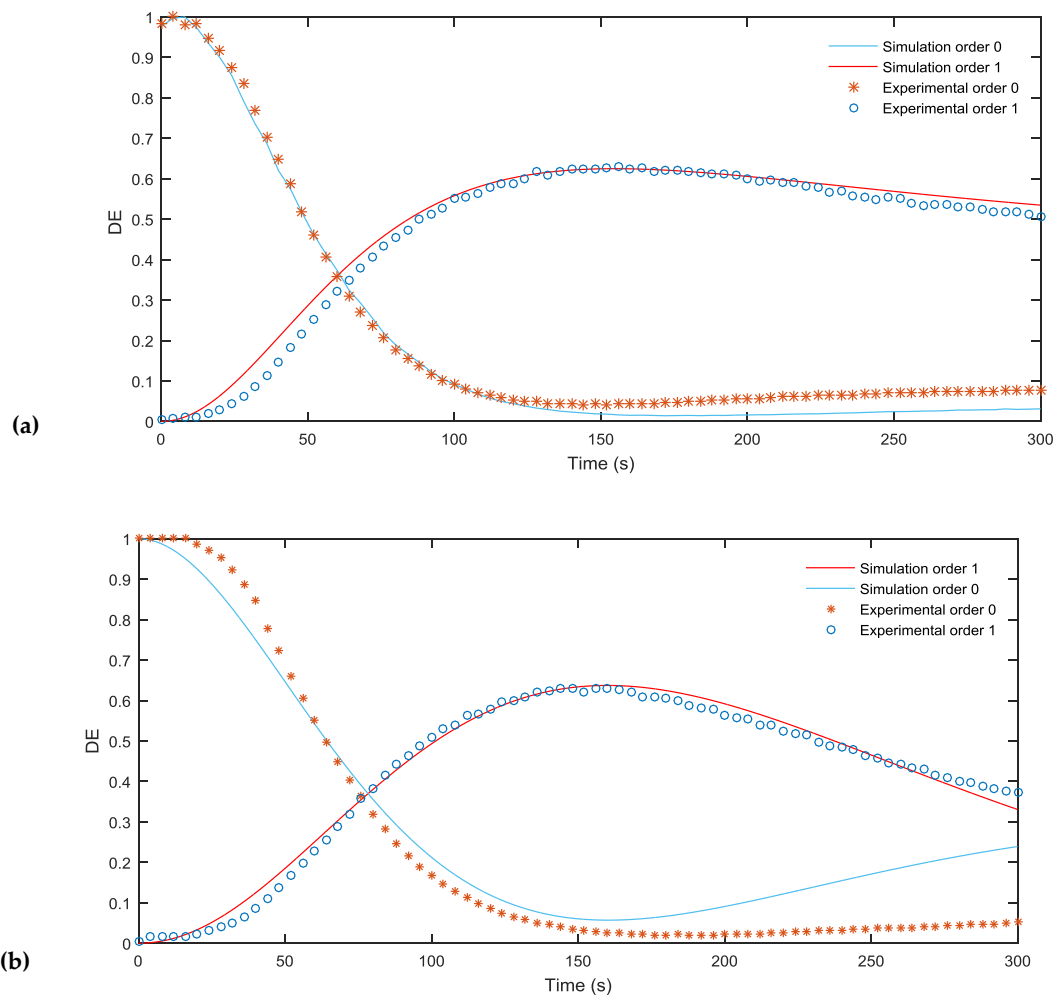 1
0.9
0.8
0.7
0.6
0.5
0.4
0.3
0.2
0.1
0
DE
Simulation order 0
Simulation order 1
Experimental order 0
Experimental order 1
0 50 100 150 200 250 300
Time (s)
(a)
1
0.9
0.8
0.7
0.6
0.5
0.4
0.3
0.2
0.1
0
DE
Simulation order 1
Simulation order 0
Experimental order 0
Experimental order 1
0 50 100 150 200 250 300
Time (s)
(b)